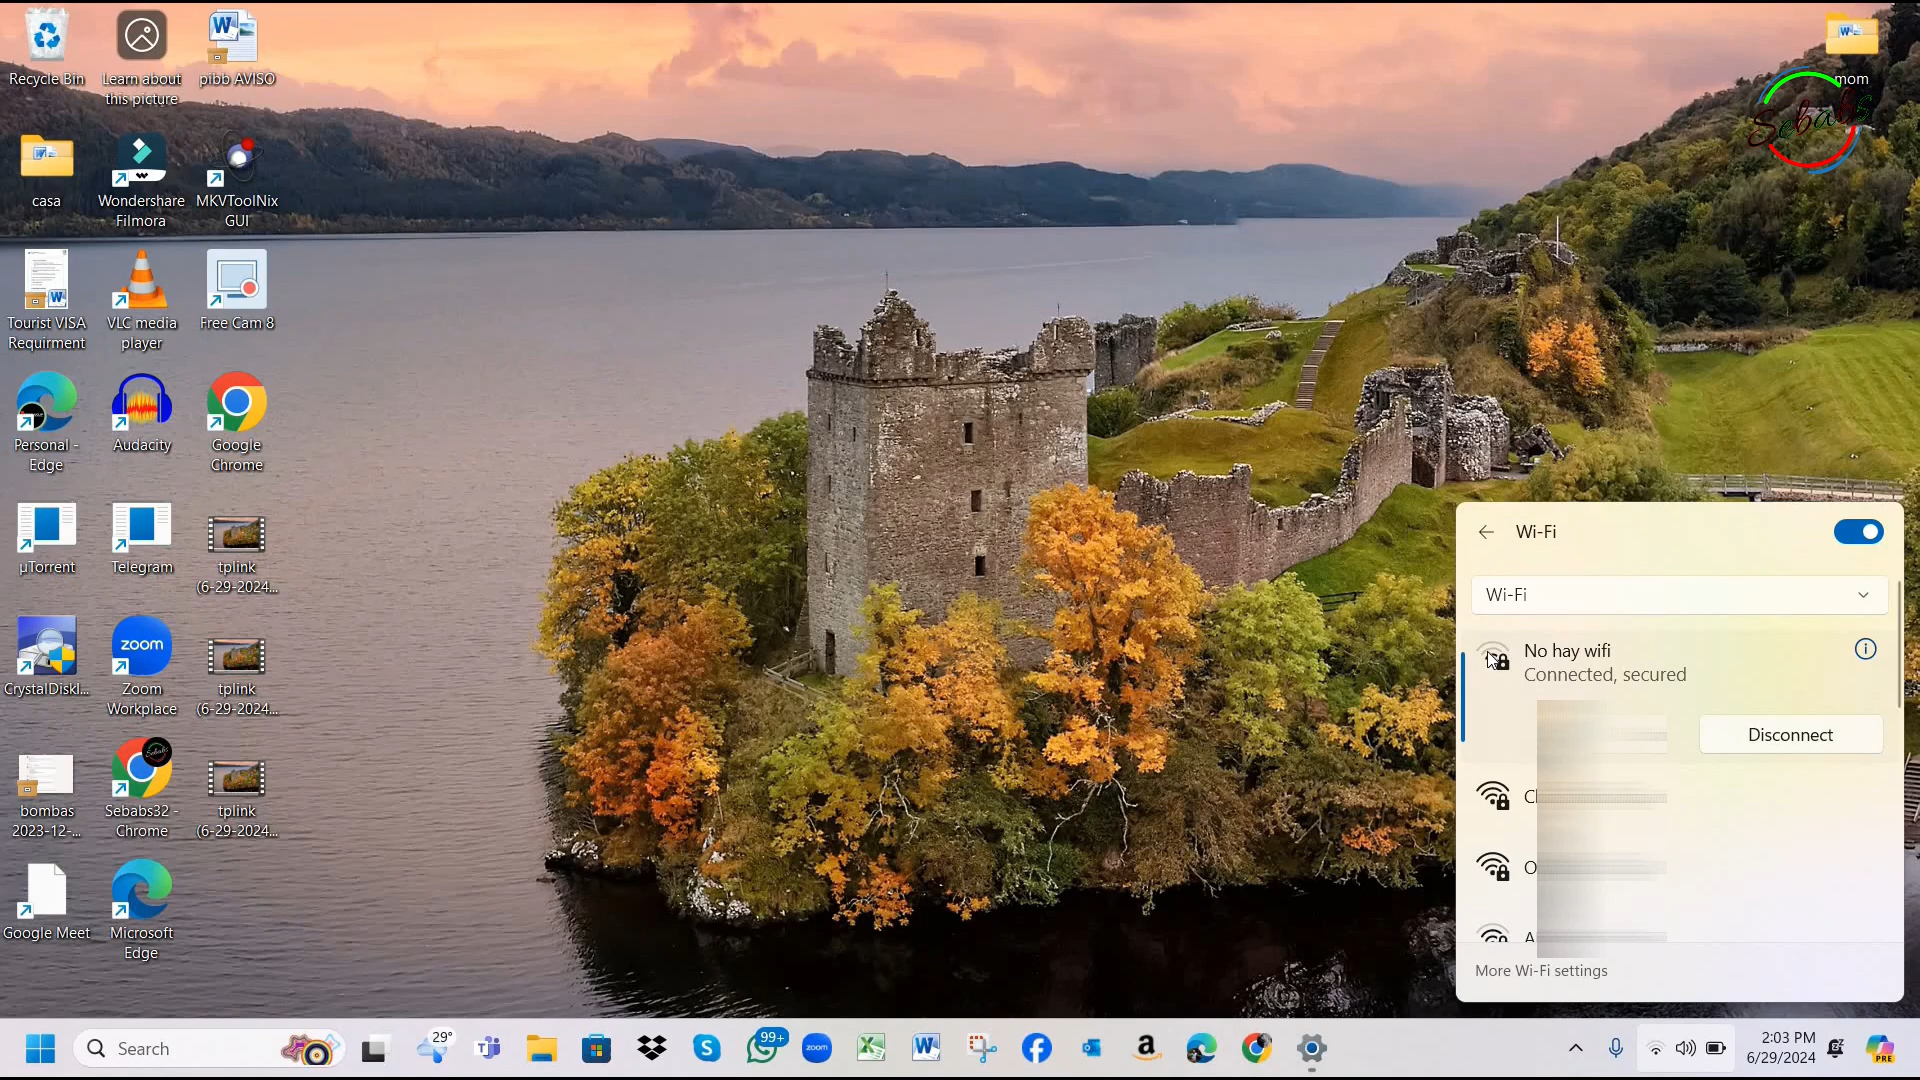 Recycle Bin
Learn about
this picture
pibb AVISO
mom
Sebabs
casa
Wondershare
Filmora
MKVToolNix
GUI
Tourist VISA
Requirment
VLC media
player
Free Cam 8
Personal -
Edge
Audacity
Google
Chrome
µTorrent
Telegram
tplink
(6-29-2024...
CrystalDiskI...
zoom
Zoom
Workplace
tplink
(6-29-2024...
bombas
2023-12-...
Sebabs32 -
Chrome
tplink
(6-29-2024...
Google Meet
Microsoft
Edge
Wi-Fi
Wi-Fi
No hay wifi
Connected, secured
Disconnect
More Wi-Fi settings
Search
29°
99+
zoom
2:03 PM
6/29/2024
PRE